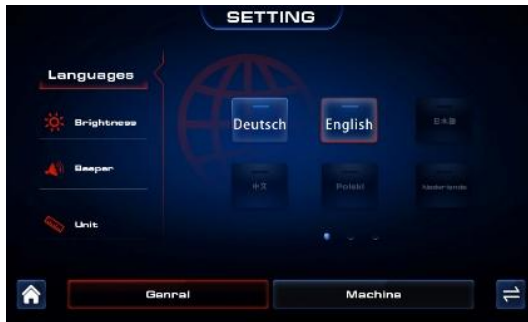 SETTING
Languages
Brightness
Beeper
Unit
Deutsch
English
日本語
中文
Polski
Nederlands
Genral
Machine